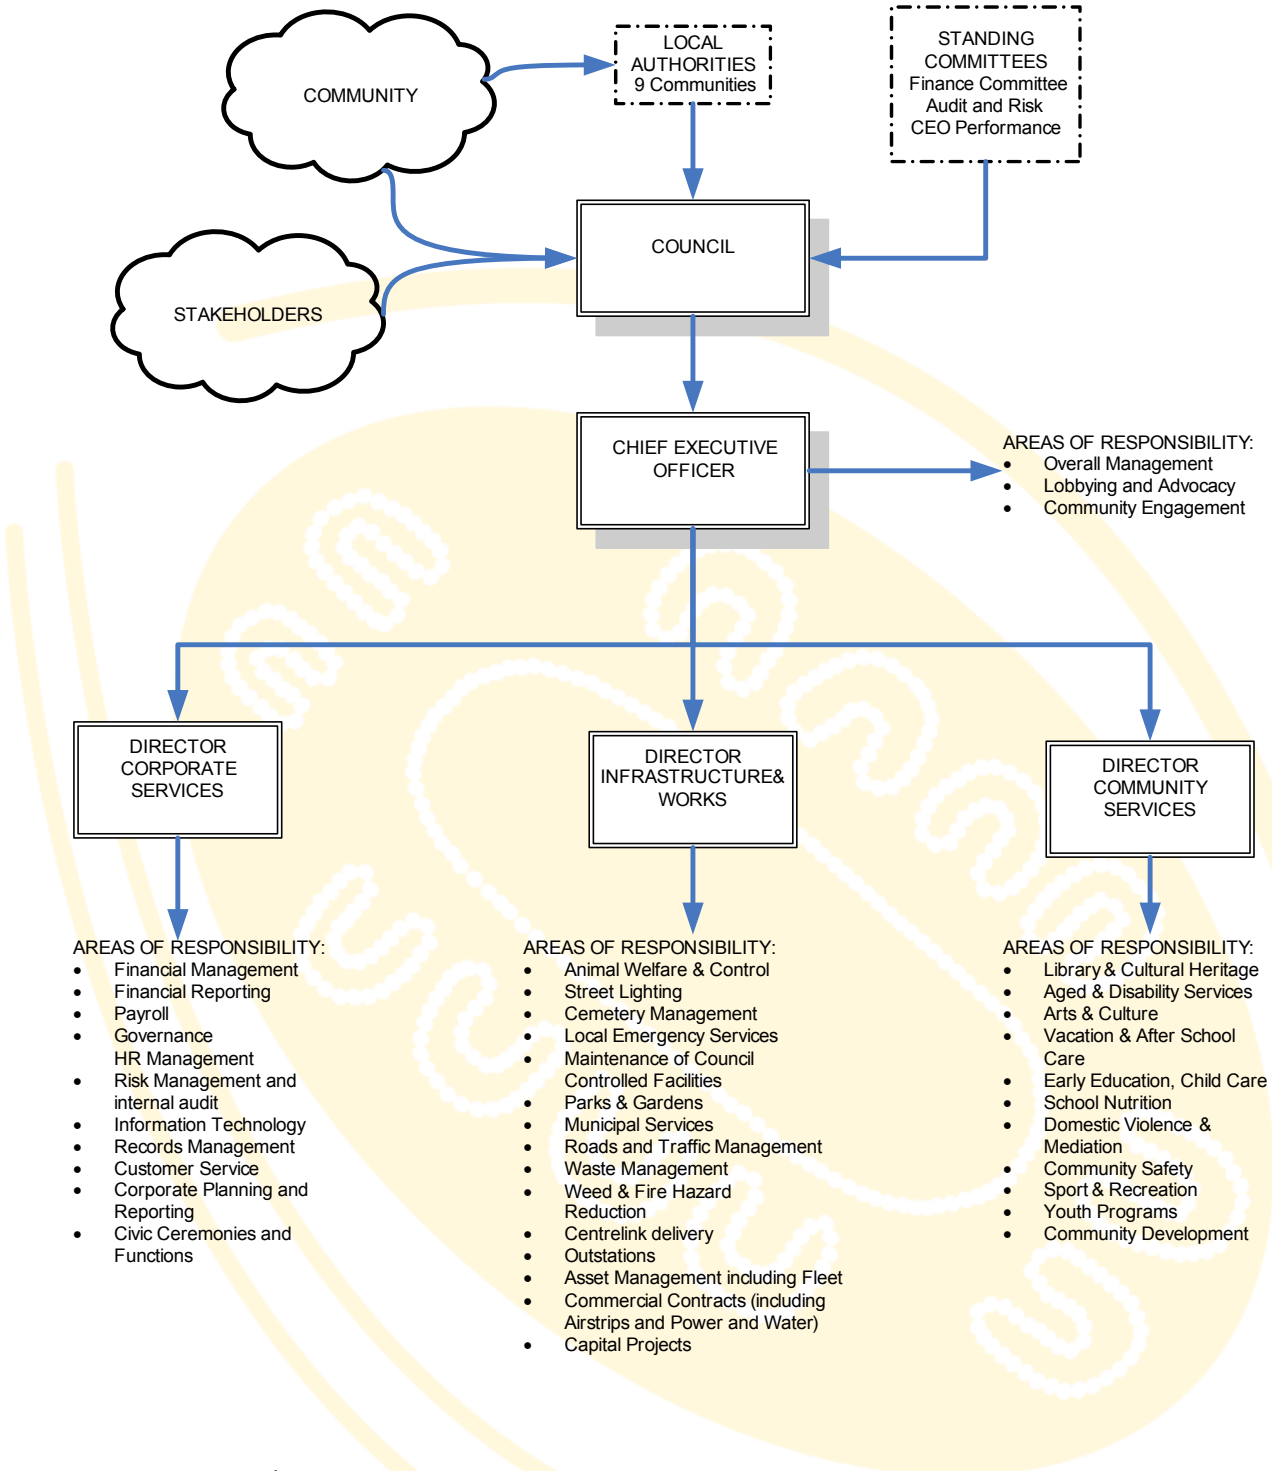 COMMUNITY
LOCAL
AUTHORITIES
9 Communities
STANDING
COMMITTEES
Finance Committee
Audit and Risk
CEO Performance
COUNCIL
STAKEHOLDERS
CHIEF EXECUTIVE
OFFICER
AREAS OF RESPONSIBILITY:
• Overall Management
• Lobbying and Advocacy
• Community Engagement
DIRECTOR
CORPORATE
SERVICES
DIRECTOR
INFRASTRUCTURE&
WORKS
DIRECTOR
COMMUNITY
SERVICES
AREAS OF RESPONSIBILITY:
• Financial Management
• Financial Reporting
• Payroll
• Governance
HR Management
• Risk Management and
internal audit
• Information Technology
• Records Management
• Customer Service
• Corporate Planning and
Reporting
• Civic Ceremonies and
Functions
AREAS OF RESPONSIBILITY:
• Animal Welfare & Control
• Street Lighting
• Cemetery Management
• Local Emergency Services
• Maintenance of Council
Controlled Facilities
• Parks & Gardens
• Municipal Services
• Roads and Traffic Management
• Waste Management
• Weed & Fire Hazard
Reduction
• Centrelink delivery
• Outstations
• Asset Management including Fleet
• Commercial Contracts (including
Airstrips and Power and Water)
• Capital Projects
AREAS OF RESPONSIBILITY:
• Library & Cultural Heritage
• Aged & Disability Services
• Arts & Culture
• Vacation & After School
Care
• Early Education, Child Care
• School Nutrition
• Domestic Violence &
Mediation
• Community Safety
• Sport & Recreation
• Youth Programs
• Community Development